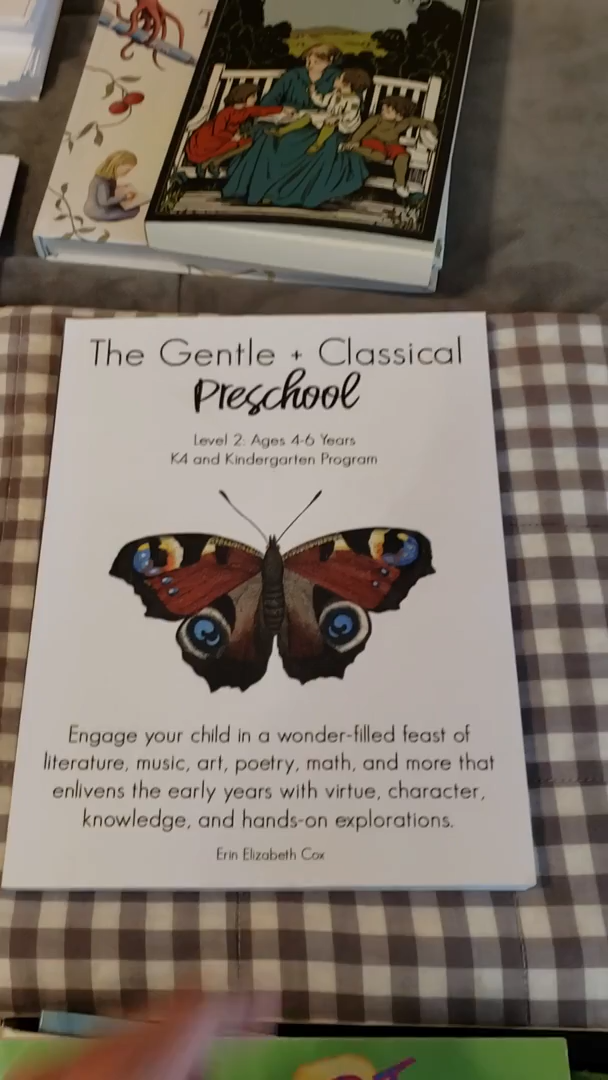 The Gentle + Classical
Preschool
Level 2: Ages 4-6 Years
K4 and Kindergarten Program
Engage your child in a wonder-filled feast of
literature, music, art, poetry, math, and more that
enlivens the early years with virtue, character,
knowledge, and hands-on explorations.
Erin Elizabeth Cox